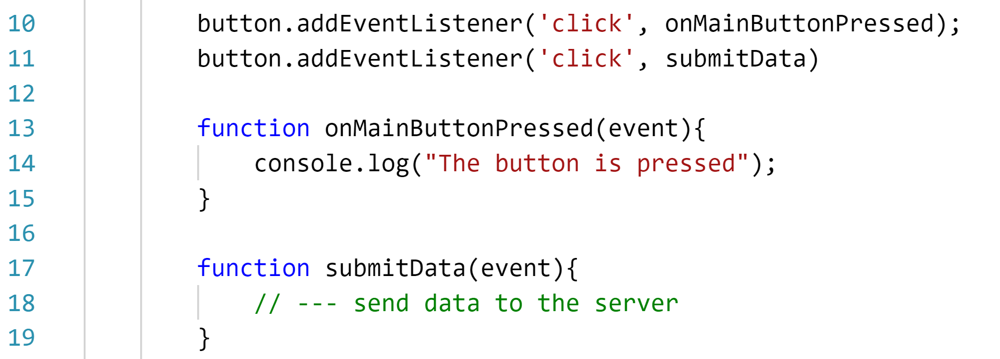 10 button.addEventListener('click', onMainButtonPressed);
11 button.addEventListener('click', submitData)
12
13 function onMainButtonPressed(event){
14 console.log("The button is pressed");
15 }
16
17 function submitData(event){
18 // --- send data to the server
19 }